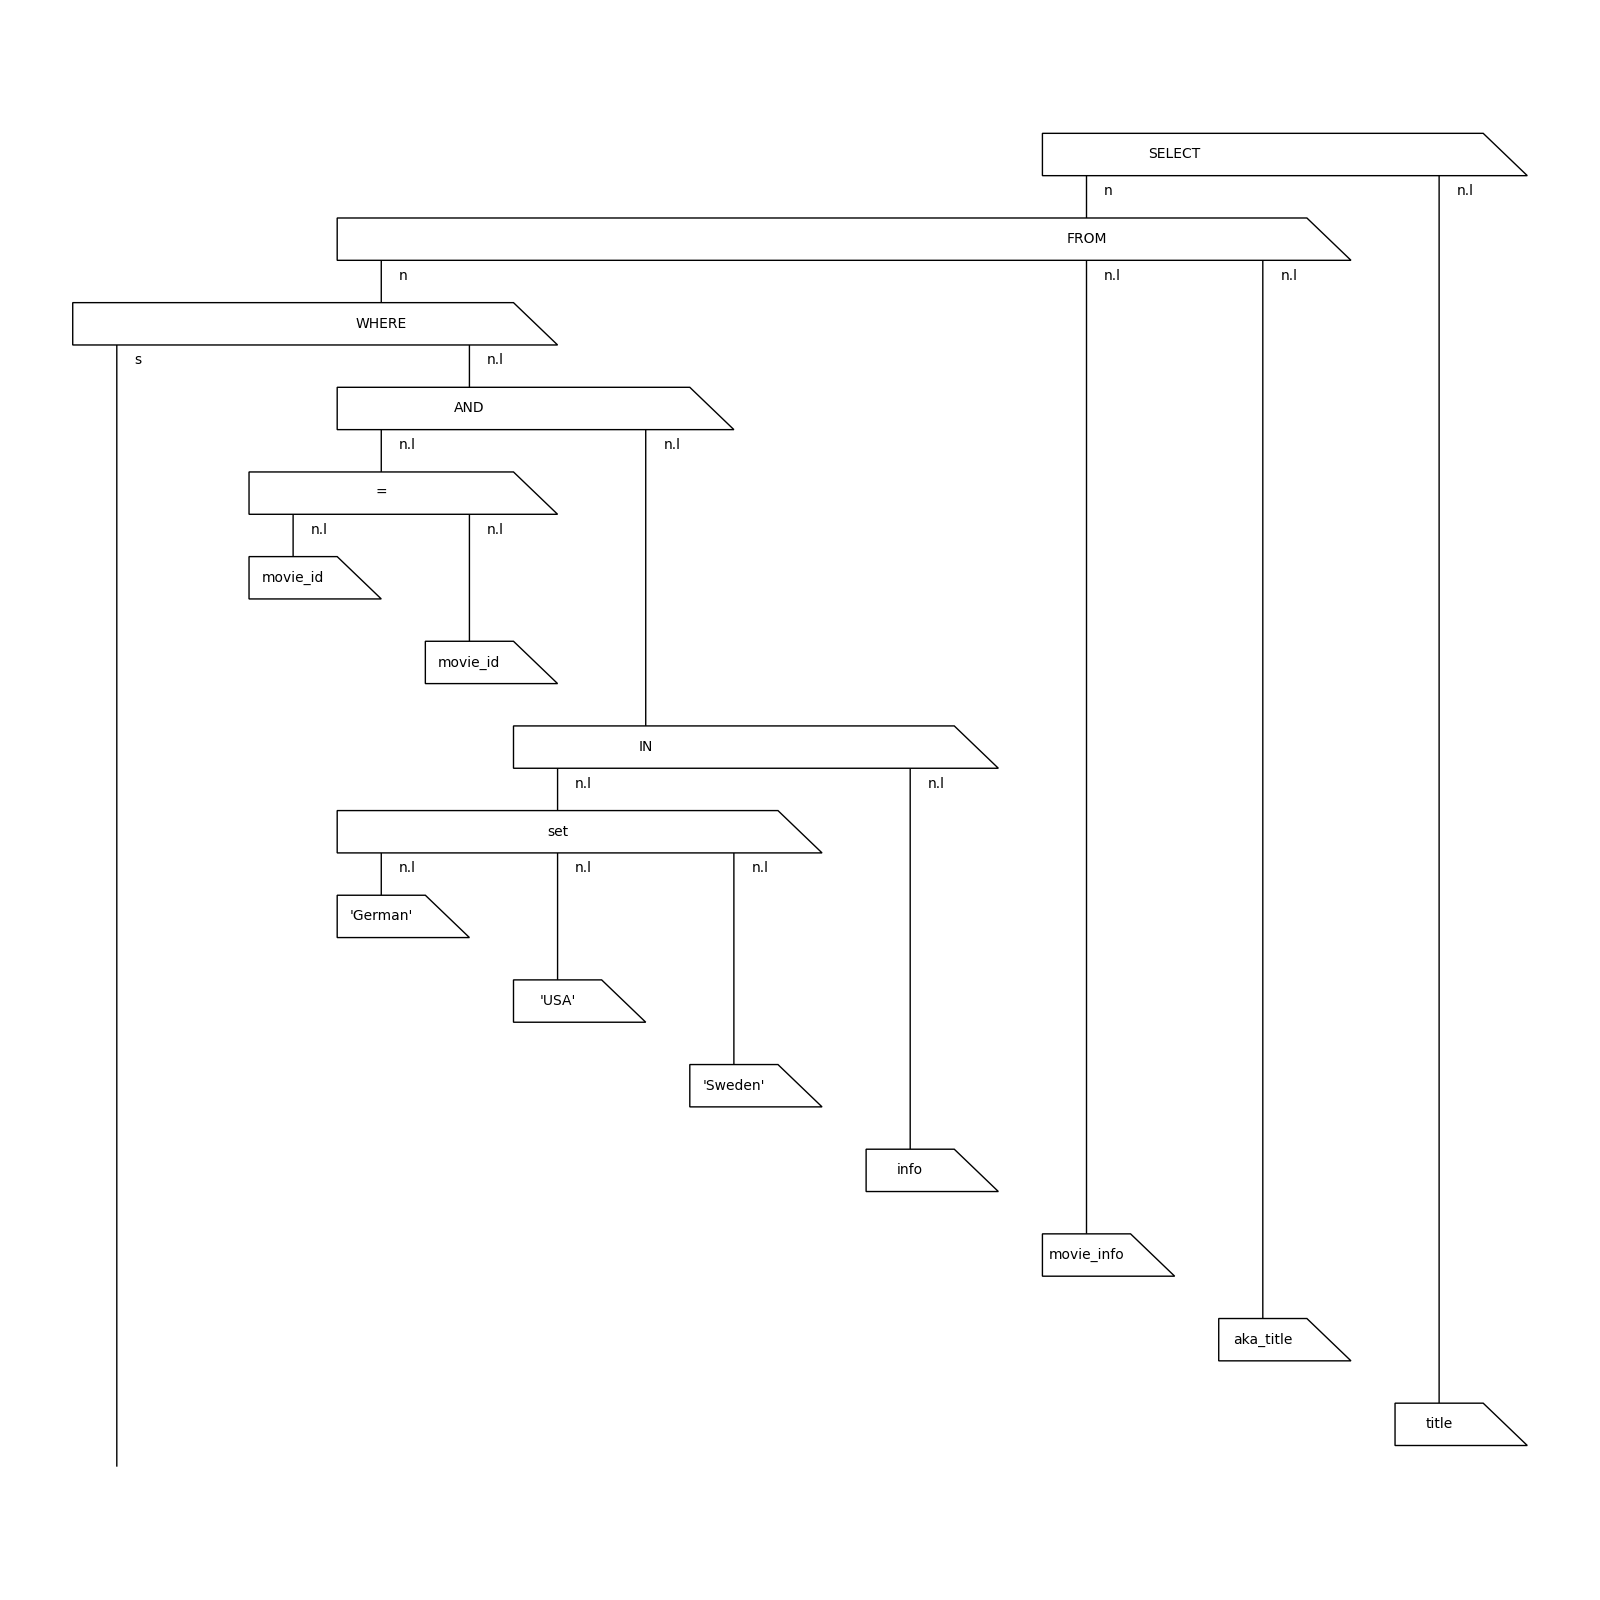 SELECT
n n.l
FROM
n n.l n.l
WHERE
s n.l
AND
n.l n.l
=
n.l n.l
movie_id
movie_id
IN
n.l n.l
set
n.l n.l n.l
'German'
'USA'
'Sweden'
info
movie_info
aka_title
title